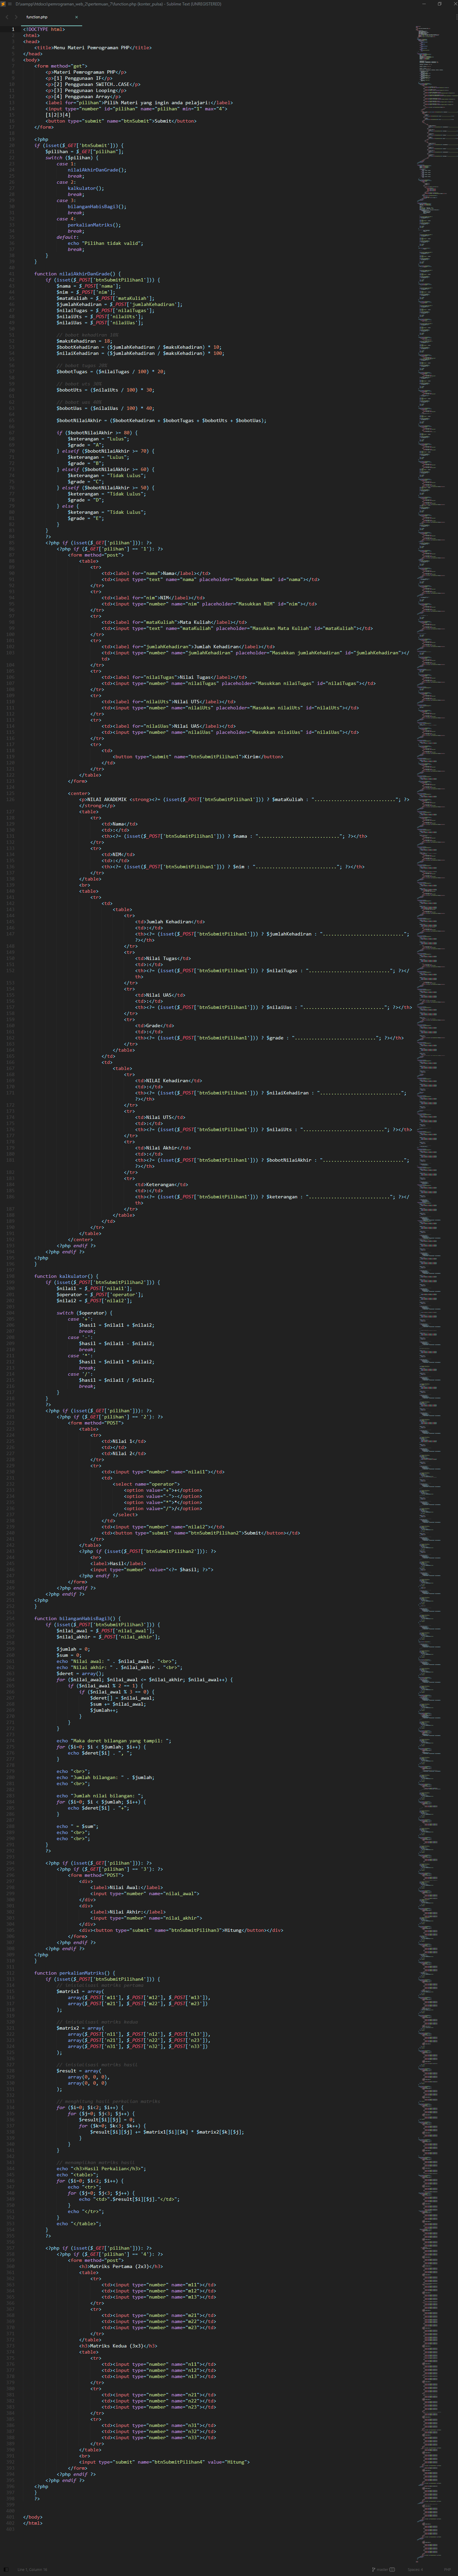 function.php
<!DOCTYPE html>
<html>
<head>
<title>Menu Materi Pemrograman PHP</title>
</head>
<body>
<form method="get">
<p>Materi Pemrograman PHP</p>
<p>[1] Penggunaan IF</p>
<p>[2] Penggunaan SWITCH..CASE</p>
<p>[3] Penggunaan Looping</p>
<p>[4] Penggunaan Array</p>
<label for="pilihan">Pilih Materi yang ingin anda pelajari:</label>
<input type="number" id="pilihan" name="pilihan" min="1" max="4">
[1|2|3|4]
<button type="submit" name="btnSubmit">Submit</button>
</form>
<?php
if (isset($_GET['btnSubmit'])) {
$pilihan = $_GET["pilihan"];
switch ($pilihan) {
case 1:
nilaiAkhirDanGrade();
break;
case 2:
kalkulator();
break;
case 3:
bilanganHabisBagi3();
break;
case 4:
perkalianMatriks();
break;
default:
echo "Pilihan tidak valid";
break;
}
}
function nilaiAkhirDanGrade() {
if (isset($_POST['btnSubmitPilihan1'])) {
$nama = $_POST['nama'];
$nim = $_POST['nim'];
$mataKuliah = $_POST['mataKuliah'];
$jumlahKehadiran = $_POST['jumlahKehadiran'];
$nilaiTugas = $_POST['nilaiTugas'];
$nilaiUts = $_POST['nilaiUts'];
$nilaiUas = $_POST['nilaiUas'];
$maksKehadiran = 18;
$bobotKehadiran = ($jumlahKehadiran / $maksKehadiran) * 10;
$nilaiKehadiran = ($jumlahKehadiran / $maksKehadiran) * 100;
$bobotTugas = ($nilaiTugas / 100) * 20;
$bobotUts = ($nilaiUts / 100) * 30;
$bobotUas = ($nilaiUas / 100) * 40;
$bobotNilaiAkhir = ($bobotKehadiran + $bobotTugas + $bobotUts + $bobotUas);
if ($bobotNilaiAkhir >= 80) {
$keterangan = "Lulus";
$grade = "A";
} elseif ($bobotNilaiAkhir >= 70) {
$keterangan = "Lulus";
$grade = "B";
} elseif ($bobotNilaiAkhir >= 60) {
$keterangan = "Tidak Lulus";
$grade = "C";
} elseif ($bobotNilaiAkhir >= 50) {
$keterangan = "Tidak Lulus";
$grade = "D";
} else {
$keterangan = "Tidak Lulus";
$grade = "E";
}
}
?>
<?php if (isset($_GET['pilihan'])): ?>
<?php if ($_GET['pilihan'] == '1'): ?>
<form method="post">
<table>
<tr>
<td><label for="nama">Nama</label></td>
<td><input type="text" name="nama" placeholder="Masukkan Nama" id="nama"></td>
</tr>
<tr>
<td><label for="nim">NIM</label></td>
<td><input type="number" name="nim" placeholder="Masukkan NIM" id="nim"></td>
</tr>
<tr>
<td><label for="mataKuliah">Mata Kuliah</label></td>
<td><input type="text" name="mataKuliah" placeholder="Masukkan Mata Kuliah" id="mataKuliah"></td>
</tr>
<tr>
<td><label for="jumlahKehadiran">Jumlah Kehadiran</label></td>
<td><input type="number" name="jumlahKehadiran" placeholder="Masukkan jumlahKehadiran" id="jumlahKehadiran"></
td>
</tr>
<tr>
<td><label for="nilaiTugas">Nilai Tugas</label></td>
<td><input type="number" name="nilaiTugas" placeholder="Masukkan nilaiTugas" id="nilaiTugas"></td>
</tr>
<tr>
<td><label for="nilaiUts">Nilai UTS</label></td>
<td><input type="number" name="nilaiUts" placeholder="Masukkan nilaiUts" id="nilaiUts"></td>
</tr>
<tr>
<td><label for="nilaiUas">Nilai UAS</label></td>
<td><input type="number" name="nilaiUas" placeholder="Masukkan nilaiUas" id="nilaiUas"></td>
</tr>
<tr>
<td>
<button type="submit" name="btnSubmitPilihan1">Kirim</button>
</td>
</tr>
</table>
</form>
<center>
<p>NILAI AKADEMIK <strong><?= (isset($_POST['btnSubmitPilihan1'])) ? $mataKuliah : "............................"; ?>
</strong></p>
<table>
<tr>
<td>Nama</td>
<td>:</td>
<th><?= (isset($_POST['btnSubmitPilihan1'])) ? $nama : "............................"; ?></th>
</tr>
<tr>
<td>NIM</td>
<td>:</td>
<th><?= (isset($_POST['btnSubmitPilihan1'])) ? $nim : "............................"; ?></th>
</tr>
</table>
<br>
<table>
<tr>
<td>
<table>
<tr>
<td>Jumlah Kehadiran</td>
<td>:</td>
<th><?= (isset($_POST['btnSubmitPilihan1'])) ? $jumlahKehadiran : "............................";
?></th>
</tr>
<tr>
<td>Nilai Tugas</td>
<td>:</td>
<th><?= (isset($_POST['btnSubmitPilihan1'])) ? $nilaiTugas : "............................"; ?></
th>
</tr>
<tr>
<td>Nilai UAS</td>
<td>:</td>
<th><?= (isset($_POST['btnSubmitPilihan1'])) ? $nilaiUas : "............................"; ?></th>
</tr>
<tr>
<td>Grade</td>
<td>:</td>
<th><?= (isset($_POST['btnSubmitPilihan1'])) ? $grade : "............................"; ?></th>
</tr>
</table>
</td>
<td>
<table>
<tr>
<td>NILAI Kehadiran</td>
<td>:</td>
<th><?= (isset($_POST['btnSubmitPilihan1'])) ? $nilaiKehadiran : "............................";
?></th>
</tr>
<tr>
<td>Nilai UTS</td>
<td>:</td>
<th><?= (isset($_POST['btnSubmitPilihan1'])) ? $nilaiUts : "............................"; ?></th>
</tr>
<tr>
<td>Nilai Akhir</td>
<td>:</td>
<th><?= (isset($_POST['btnSubmitPilihan1'])) ? $bobotNilaiAkhir : "............................";
?></th>
</tr>
<tr>
<td>Keterangan</td>
<td>:</td>
<th><?= (isset($_POST['btnSubmitPilihan1'])) ? $keterangan : "............................"; ?></
th>
</tr>
</table>
</td>
</tr>
</table>
</center>
<?php endif ?>
<?php endif ?>
<?php
}
function kalkulator() {
if (isset($_POST['btnSubmitPilihan2'])) {
$nilai1 = $_POST['nilai1'];
$operator = $_POST['operator'];
$nilai2 = $_POST['nilai2'];
switch ($operator) {
case '+':
$hasil = $nilai1 + $nilai2;
break;
case '-':
$hasil = $nilai1 - $nilai2;
break;
case '*':
$hasil = $nilai1 * $nilai2;
break;
case '/':
$hasil = $nilai1 / $nilai2;
break;
}
}
?>
<?php if (isset($_GET['pilihan'])): ?>
<?php if ($_GET['pilihan'] == '2'): ?>
<form method="POST">
<table>
<tr>
<td>Nilai 1</td>
<td></td>
<td>Nilai 2</td>
</tr>
<tr>
<td><input type="number" name="nilai1"></td>
<td>
<select name="operator">
<option value="+">+</option>
<option value="-">-</option>
<option value="*">*</option>
<option value="/">/</option>
</select>
</td>
<td><input type="number" name="nilai2"></td>
<td><button type="submit" name="btnSubmitPilihan2">Submit</button></td>
</tr>
</table>
<?php if (isset($_POST['btnSubmitPilihan2'])): ?>
<hr>
<label>Hasil</label>
<input type="number" value="<?= $hasil; ?>">
<?php endif ?>
</form>
<?php endif ?>
<?php endif ?>
<?php
}
function bilanganHabisBagi3() {
if (isset($_POST['btnSubmitPilihan3'])) {
$nilai_awal = $_POST['nilai_awal'];
$nilai_akhir = $_POST['nilai_akhir'];
$jumlah = 0;
$sum = 0;
echo "Nilai awal: " . $nilai_awal . "<br>";
echo "Nilai akhir: " . $nilai_akhir . "<br>";
$deret = array();
for ($nilai_awal; $nilai_awal <= $nilai_akhir; $nilai_awal++) {
if ($nilai_awal % 2 == 1) {
if ($nilai_awal % 3 == 0) {
$deret[] = $nilai_awal;
$sum += $nilai_awal;
$jumlah++;
}
}
}
echo "Maka deret bilangan yang tampil: ";
for ($i=0; $i < $jumlah; $i++) {
echo $deret[$i] . ", ";
}
echo "<br>";
echo "Jumlah bilangan: " . $jumlah;
echo "<br>";
echo "Jumlah nilai bilangan: ";
for ($i=0; $i < $jumlah; $i++) {
echo $deret[$i] . "+";
}
echo " = $sum";
echo "<br>";
echo "<br>";
}
?>
<?php if (isset($_GET['pilihan'])): ?>
<?php if ($_GET['pilihan'] == '3'): ?>
<form method="POST">
<div>
<label>Nilai Awal:</label>
<input type="number" name="nilai_awal">
</div>
<div>
<label>Nilai Akhir:</label>
<input type="number" name="nilai_akhir">
</div>
<div><button type="submit" name="btnSubmitPilihan3">Hitung</button></div>
</form>
<?php endif ?>
<?php endif ?>
<?php
}
function perkalianMatriks() {
if (isset($_POST['btnSubmitPilihan4'])) {
$matrix1 = array(
array($_POST['m11'], $_POST['m12'], $_POST['m13']),
array($_POST['m21'], $_POST['m22'], $_POST['m23'])
);
$matrix2 = array(
array($_POST['n11'], $_POST['n12'], $_POST['n13']),
array($_POST['n21'], $_POST['n22'], $_POST['n23']),
array($_POST['n31'], $_POST['n32'], $_POST['n33'])
);
$result = array(
array(0, 0, 0),
array(0, 0, 0)
);
for ($i=0; $i<2; $i++) {
for ($j=0; $j<3; $j++) {
$result[$i][$j] = 0;
for ($k=0; $k<3; $k++) {
$result[$i][$j] += $matrix1[$i][$k] * $matrix2[$k][$j];
}
}
}
echo "<h3>Hasil Perkalian</h3>";
echo "<table>";
for ($i=0; $i<2; $i++) {
echo "<tr>";
for ($j=0; $j<3; $j++) {
echo "<td>".$result[$i][$j]."</td>";
}
echo "</tr>";
}
echo "</table>";
}
?>
<?php if (isset($_GET['pilihan'])): ?>
<?php if ($_GET['pilihan'] == '4'): ?>
<form method="post">
<h3>Matriks Pertama (2x3)</h3>
<table>
<tr>
<td><input type="number" name="m11"></td>
<td><input type="number" name="m12"></td>
<td><input type="number" name="m13"></td>
</tr>
<tr>
<td><input type="number" name="m21"></td>
<td><input type="number" name="m22"></td>
<td><input type="number" name="m23"></td>
</tr>
</table>
<h3>Matriks Kedua (3x3)</h3>
<table>
<tr>
<td><input type="number" name="n11"></td>
<td><input type="number" name="n12"></td>
<td><input type="number" name="n13"></td>
</tr>
<tr>
<td><input type="number" name="n21"></td>
<td><input type="number" name="n22"></td>
<td><input type="number" name="n23"></td>
</tr>
<tr>
<td><input type="number" name="n31"></td>
<td><input type="number" name="n32"></td>
<td><input type="number" name="n33"></td>
</tr>
</table>
<br>
<input type="submit" name="btnSubmitPilihan4" value="Hitung">
</form>
<?php endif ?>
<?php endif ?>
<?php
}
?>
</body>
</html>